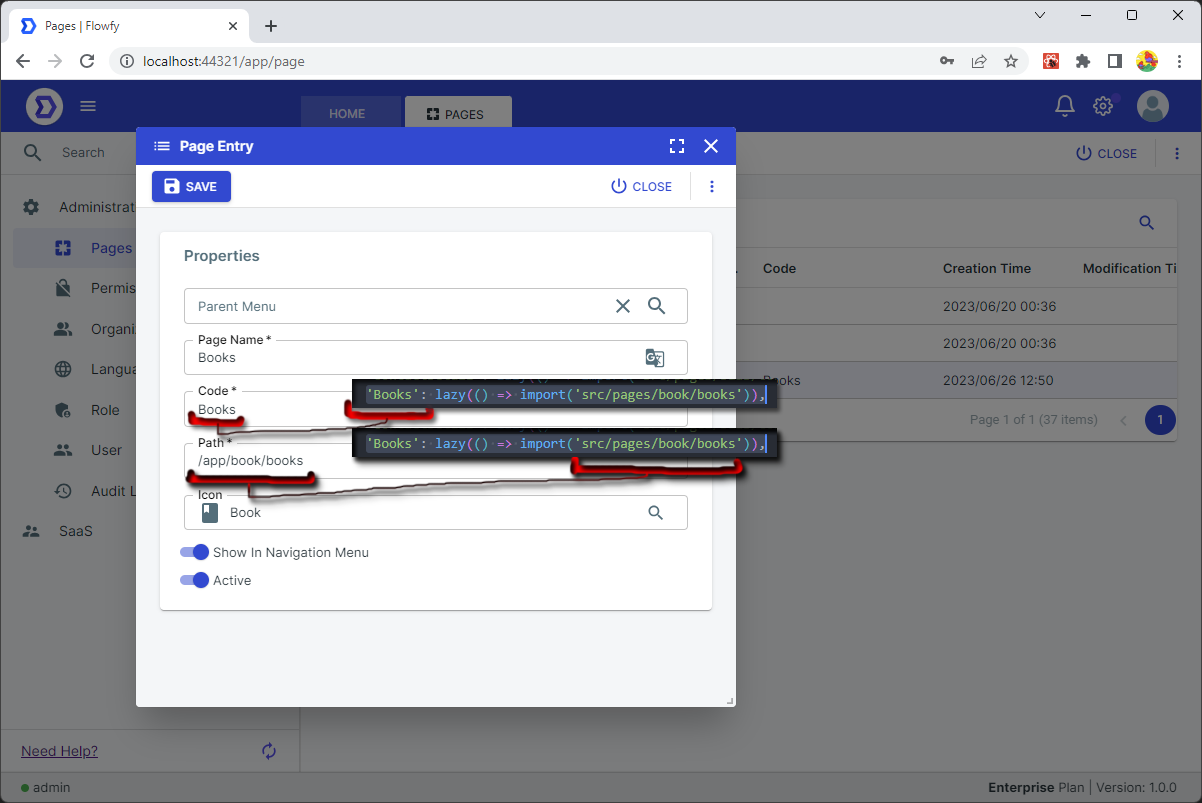 Pages | Flowfy
localhost:44321/app/page
HOME
PAGES
Search
CLOSE
Page Entry
SAVE
CLOSE
Administrat
Pages
Permis
Organi
Langua
Role
User
Audit L
SaaS
Properties
Parent Menu
Page Name *
Books
Code *
Books
'Books': lazy(() => import('src/pages/book/books')),
Path *
/app/book/books
'Books': lazy(() => import('src/pages/book/books')),
Icon
Book
Show In Navigation Menu
Active
Code Creation Time Modification Ti
2023/06/20 00:36
2023/06/20 00:36
Books 2023/06/26 12:50
Page 1 of 1 (37 items) 1
Need Help?
admin
Enterprise Plan | Version: 1.0.0